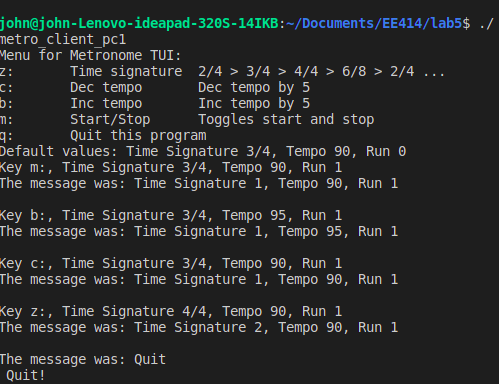 john@john-Lenovo-ideapad-320S-14IKB:~/Documents/EE414/lab5$ ./
metro_client_pc1
Menu for Metronome TUI:
z:       Time signature  2/4 > 3/4 > 4/4 > 6/8 > 2/4 ...
c:       Dec tempo       Dec tempo by 5
b:       Inc tempo       Inc tempo by 5
m:       Start/Stop      Toggles start and stop
q:       Quit this program
Default values: Time Signature 3/4, Tempo 90, Run 0
Key m:, Time Signature 3/4, Tempo 90, Run 1
The message was: Time Signature 1, Tempo 90, Run 1

Key b:, Time Signature 3/4, Tempo 95, Run 1
The message was: Time Signature 1, Tempo 95, Run 1

Key c:, Time Signature 3/4, Tempo 90, Run 1
The message was: Time Signature 1, Tempo 90, Run 1

Key z:, Time Signature 4/4, Tempo 90, Run 1
The message was: Time Signature 2, Tempo 90, Run 1

The message was: Quit
 Quit!